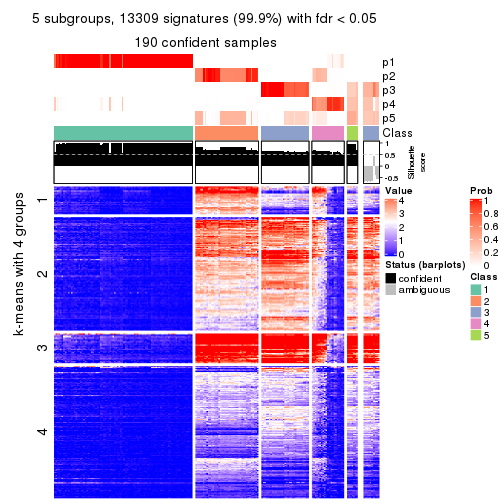 5 subgroups, 13309 signatures (99.9%) with fdr < 0.05
190 confident samples
p1
p2
p3
p4
p5
Class
1
0.5
0
-0.5
Silhouette
score
k-means with 4 groups
1
2
3
4
Value
4
3
2
1
0
Status (barplots)
confident
ambiguous
Prob
1
0.8
0.6
0.4
0.2
0
Class
1
2
3
4
5